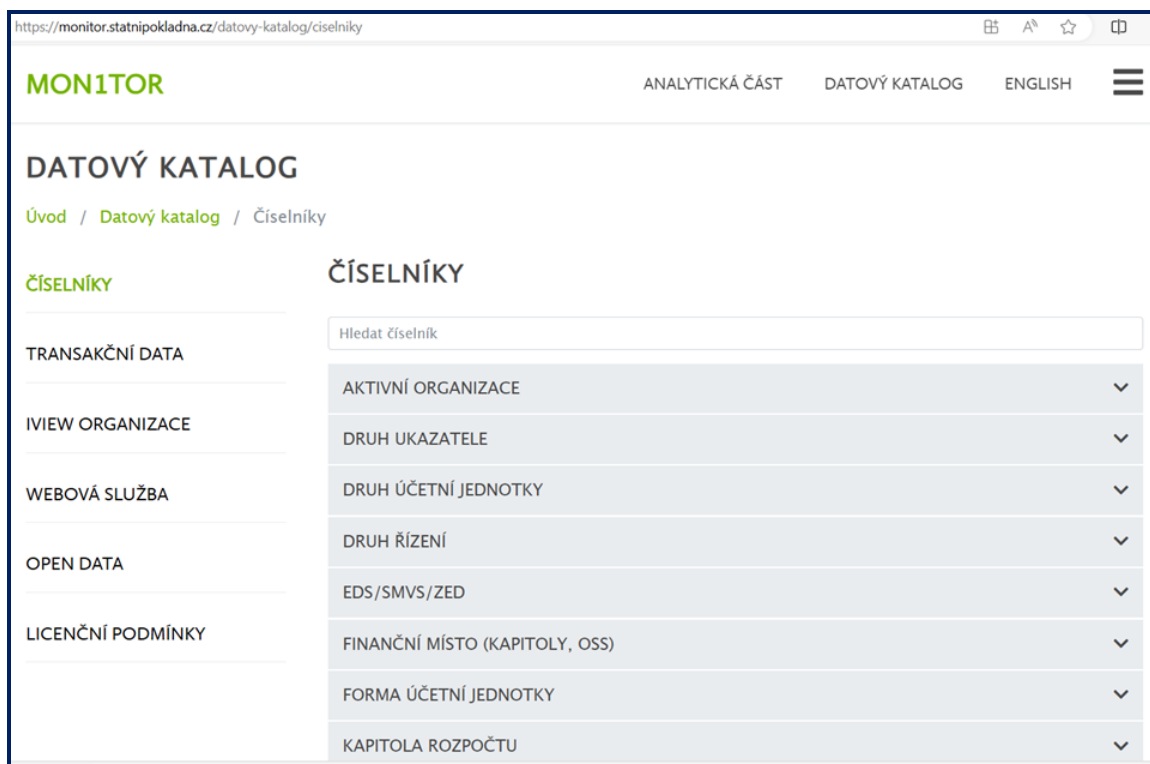 https://monitor.statnipokladna.cz/datovy-katalog/ciselniky
MON1TOR
ANALYTICKÁ ČÁST DATOVÝ KATALOG ENGLISH
DATOVÝ KATALOG
Úvod / Datový katalog / Číselníky
ČÍSELNÍKY
TRANSAKČNÍ DATA
IVIEW ORGANIZACE
WEBOVÁ SLUŽBA
OPEN DATA
LICENČNÍ PODMÍNKY
ČÍSELNÍKY
Hledat číselník
AKTIVNÍ ORGANIZACE
DRUH UKAZATELE
DRUH ÚČETNÍ JEDNOTKY
DRUH ŘÍZENÍ
EDS/SMVS/ZED
FINANČNÍ MÍSTO (KAPITOLY, OSS)
FORMA ÚČETNÍ JEDNOTKY
KAPITOLA ROZPOČTU